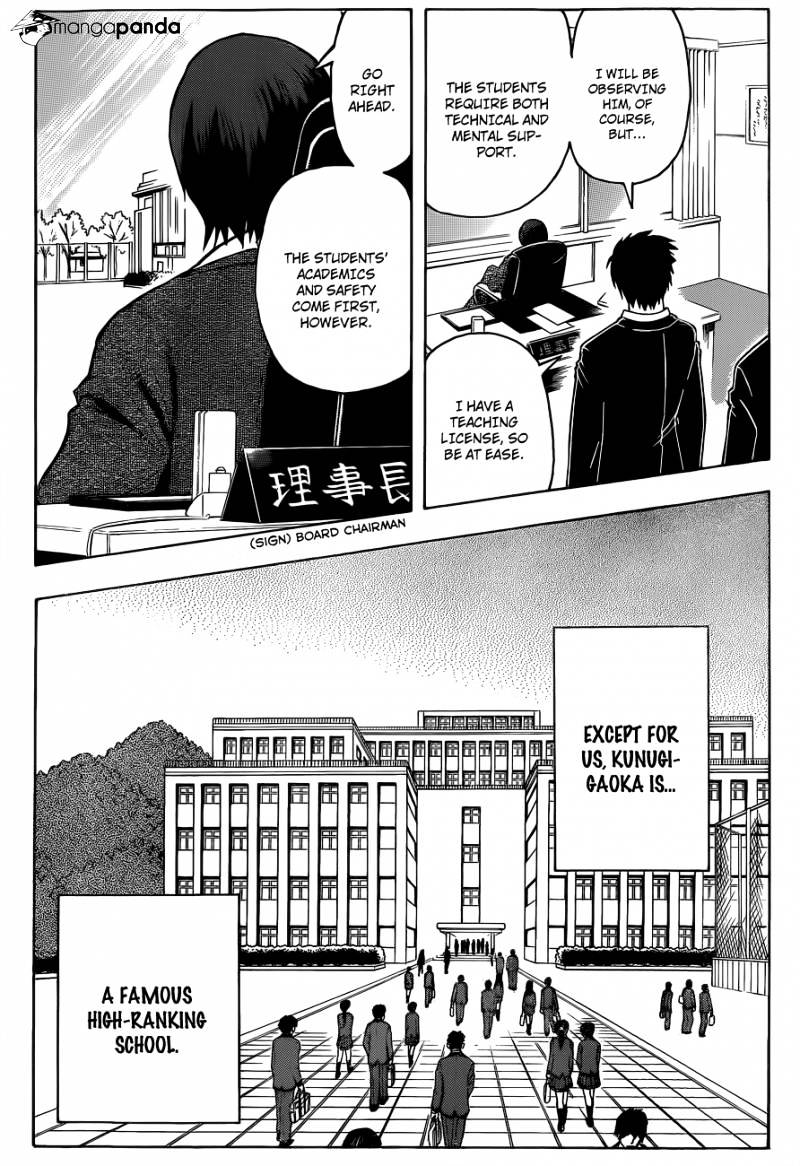 mangapanda
I WILL BE
OBSERVING
HIM, OF
COURSE,
BUT...
THE STUDENTS
REQUIRE BOTH
TECHNICAL AND
MENTAL SUP-
PORT.
I HAVE A
TEACHING
LICENSE, SO
BE AT EASE.
GO
RIGHT
AHEAD.
THE STUDENTS'
ACADEMICS
AND SAFETY
COME FIRST,
HOWEVER.
理事長
(SIGN) BOARD CHAIRMAN
EXCEPT FOR
US, KUNUGI-
GAOKA IS...
A FAMOUS
HIGH-RANKING
SCHOOL.